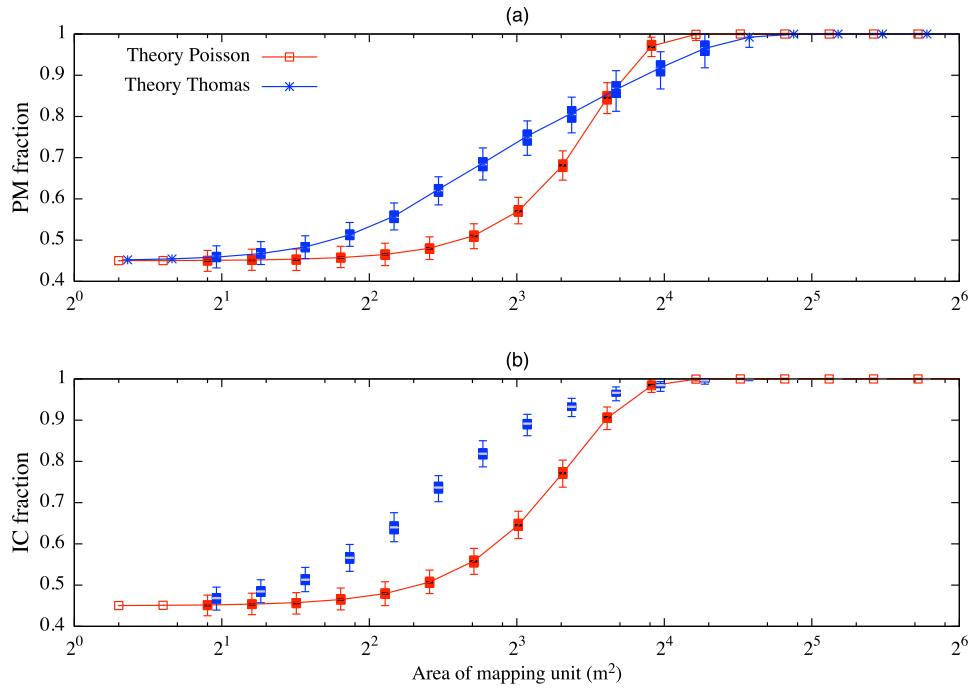 (a)
PM fraction
1
0.9
0.8
0.7
0.6
0.5
0.4
Theory Poisson
Theory Thomas
2^0 2^1 2^2 2^3 2^4 2^5 2^6
(b)
IC fraction
1
0.9
0.8
0.7
0.6
0.5
0.4
2^0 2^1 2^2 2^3 2^4 2^5 2^6
Area of mapping unit (m^2)